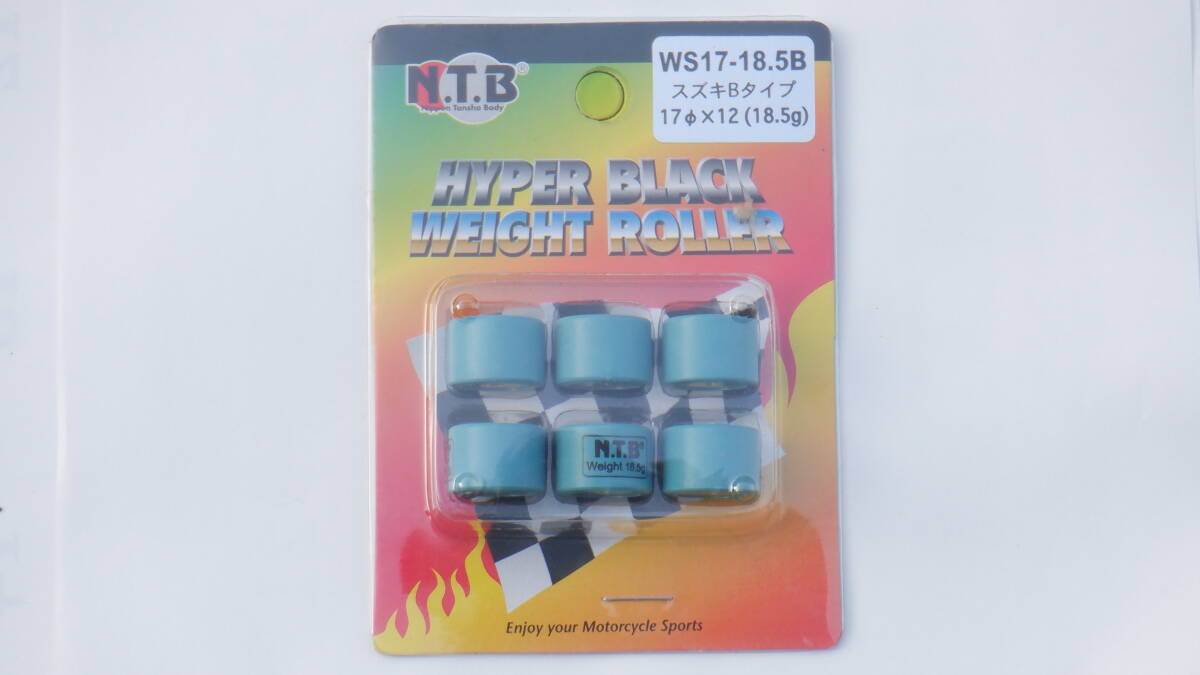 N.T.B®
Nippon Tansha Body
WS17-18.5B
スズキBタイプ
17φ×12 (18.5g)
HYPER BLACK
WEIGHT ROLLER
N.T.B®
Weight 18.5g
Enjoy your Motorcycle Sports